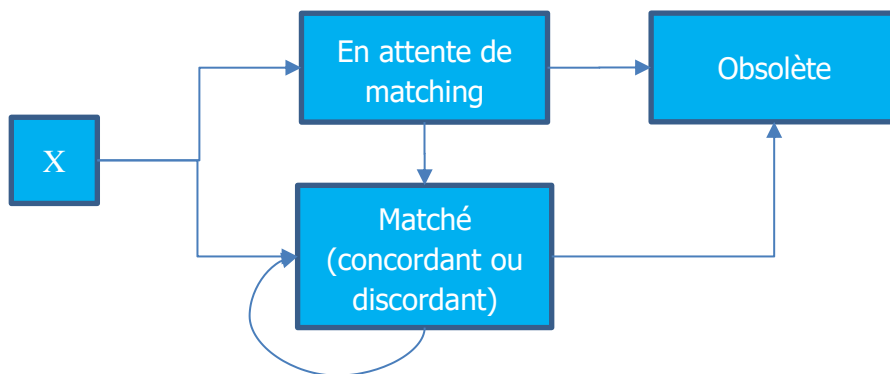 X
En attente de
matching
Obsolète
Matché
(concordant ou
discordant)